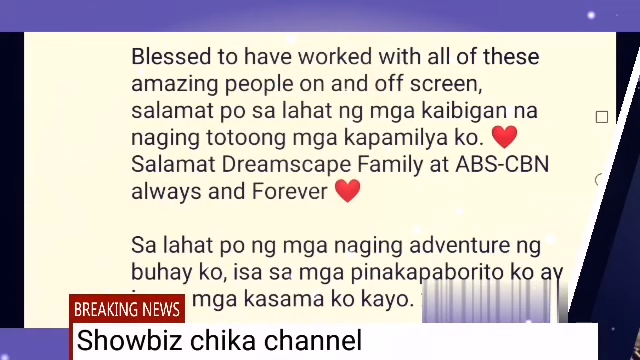 Blessed to have worked with all of these
amazing people on and off screen,
salamat po sa lahat ng mga kaibigan na
naging totoong mga kapamilya ko. ❤️
Salamat Dreamscape Family at ABS-CBN
always and Forever ❤️
Sa lahat po ng mga naging adventure ng
buhay ko, isa sa mga pinakapaborito ko ay
mga kasama ko kayo.
BREAKING NEWS
Showbiz chika channel